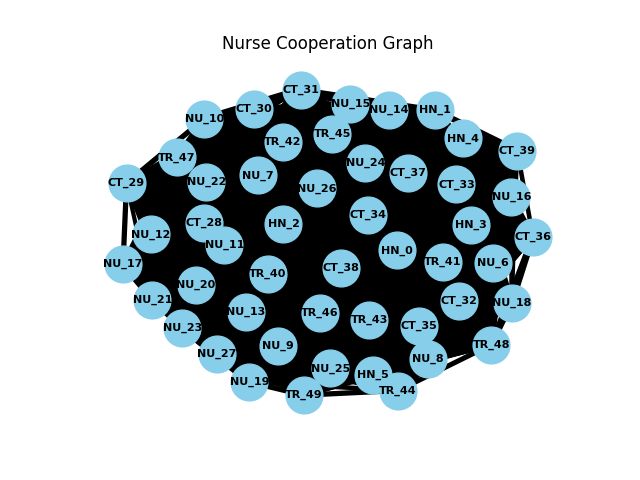 Nurse Cooperation Graph
CT_31
NU_15
CT_30
NU_14
HN_1
NU_10
TR_45
HN_4
TR_42
CT_39
TR_47
NU_24
CT_37
NU_7
CT_29
NU_22
CT_33
NU_26
NU_16
CT_34
CT_28
HN_2
HN_3
NU_12
CT_36
NU_11
HN_0
NU_17
TR_41
NU_6
CT_38
TR_40
NU_20
NU_21
CT_32
NU_18
NU_13
TR_46
TR_43
NU_23
CT_35
TR_48
NU_9
NU_27
NU_8
NU_25
HN_5
NU_19
TR_44
TR_49